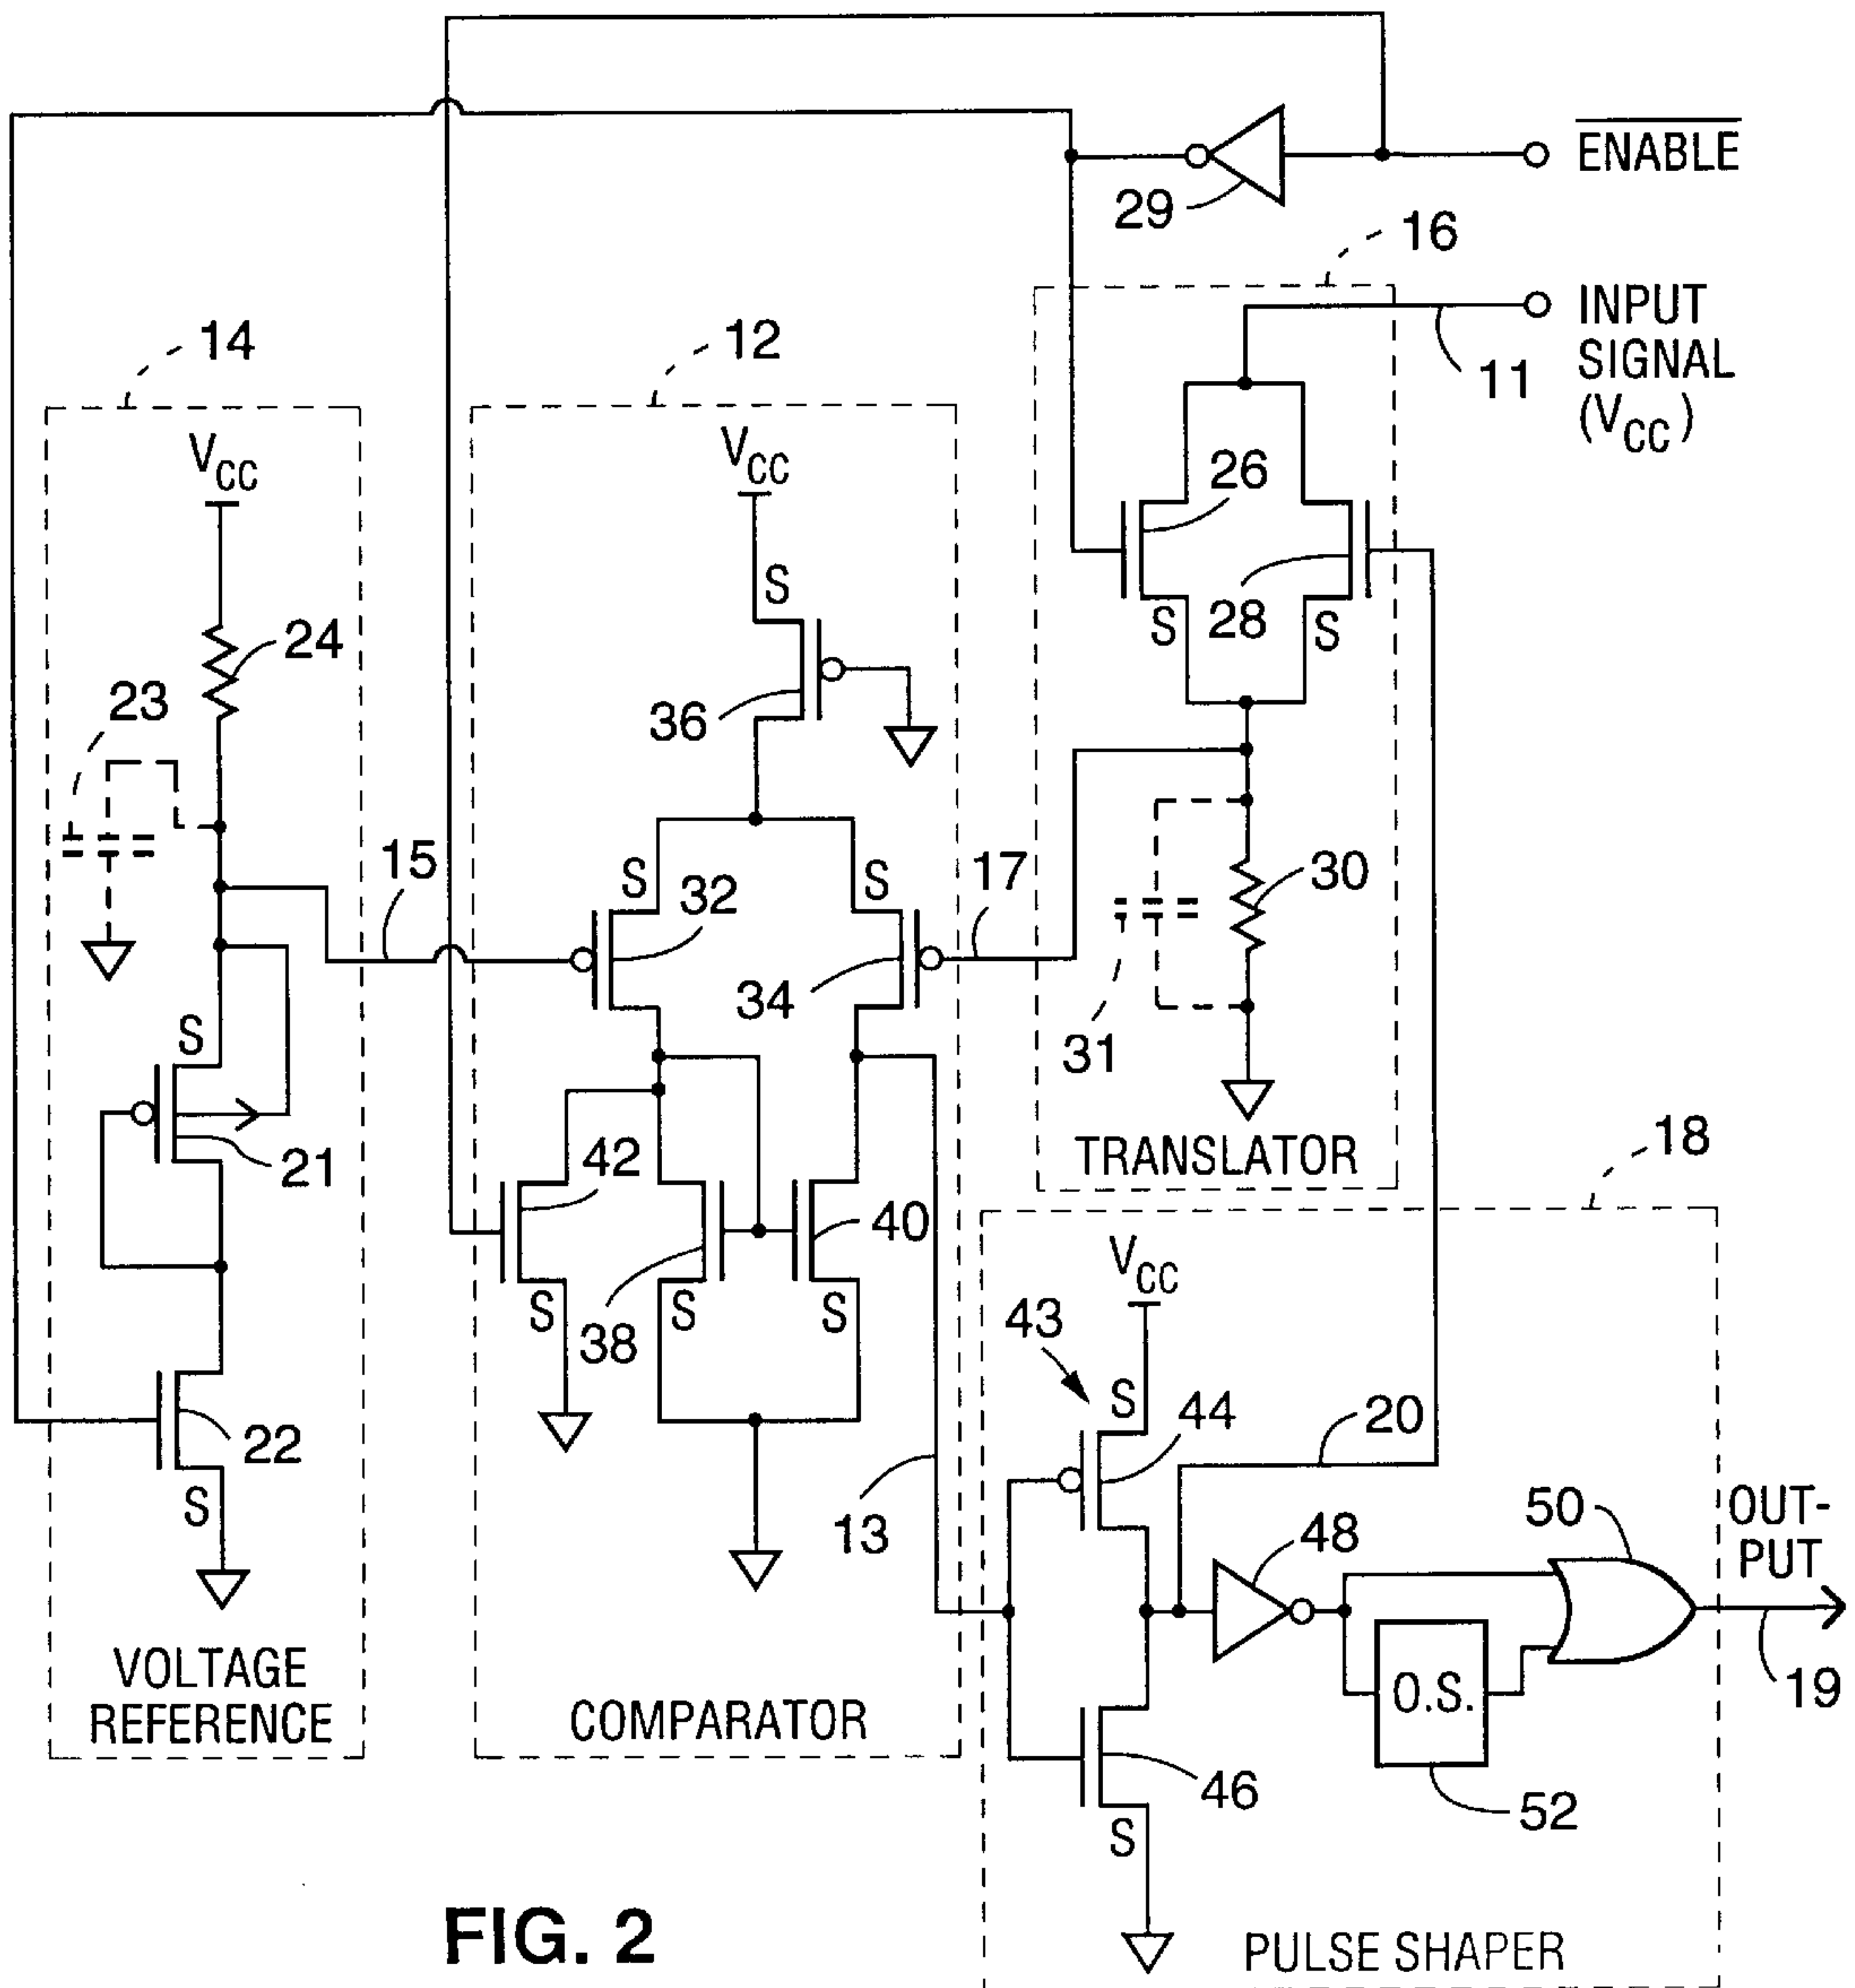 ENABLE
29
16
INPUT
SIGNAL
(VCC)
11
14
12
VCC
VCC
26
S
28
S
S
24
36
23
15
S
32
S
17
30
34
31
S
21
TRANSLATOR
18
42
40
38
S
S
S
VCC
43
S
44
20
22
S
13
48
50
OUT-
PUT
O.S.
19
VOLTAGE
REFERENCE
COMPARATOR
46
52
S
FIG. 2
PULSE SHAPER